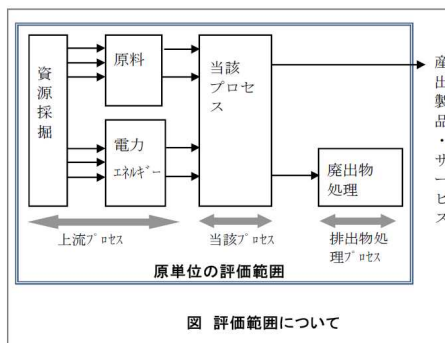 資源採掘
原料
電力
エネルギー
当該
プロセ
ス
廃出物
処理
産出製品・サービス
上流プロセス
当該プロセス
排出物処
理プロセス
原単位の評価範囲
図 評価範囲について